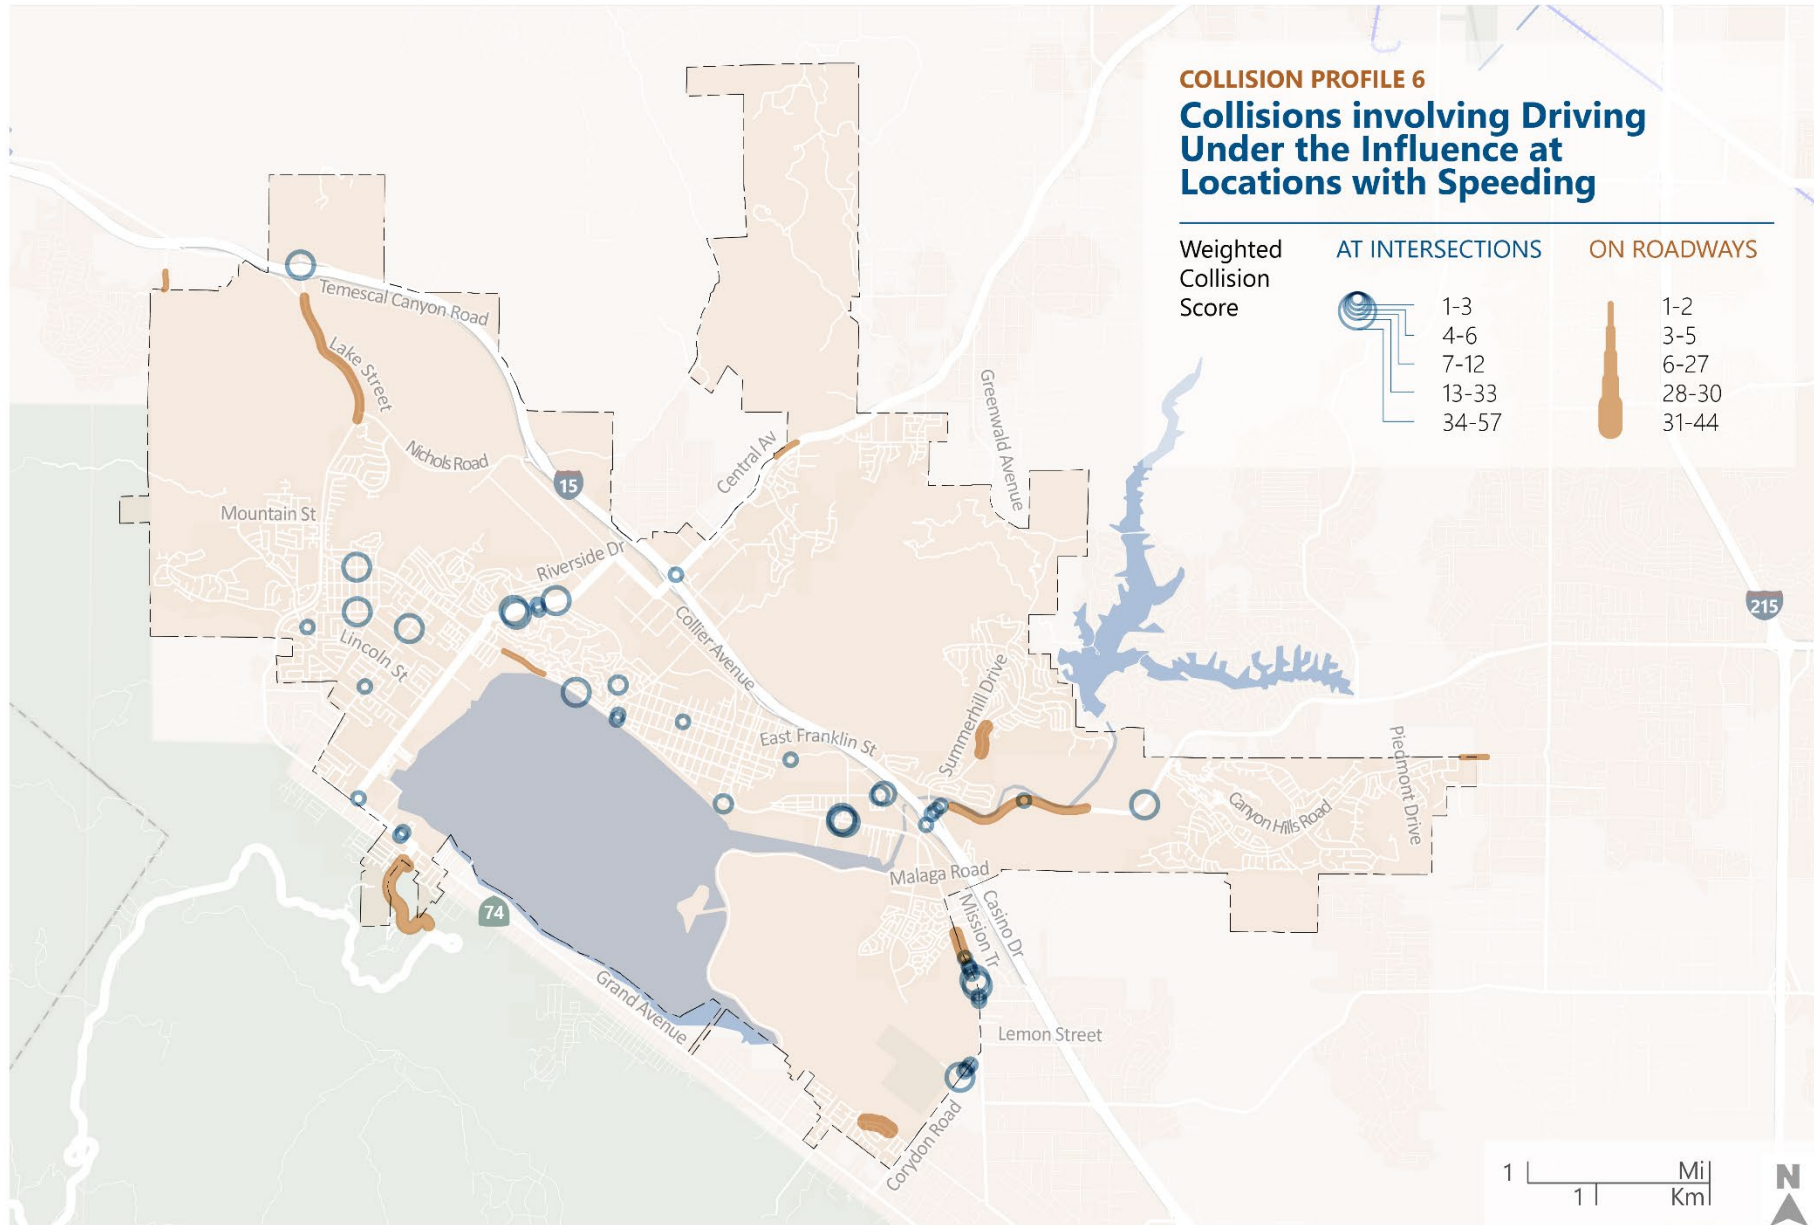 COLLISION PROFILE 6
Collisions involving Driving
Under the Influence at
Locations with Speeding
Weighted
Collision
Score
AT INTERSECTIONS
1-3
4-6
7-12
13-33
34-57
ON ROADWAYS
1-2
3-5
6-27
28-30
31-44
Temescal Canyon Road
Lake Street
Nichols Road
Central Av
Greenwald Avenue
15
Mountain St
Riverside Dr
215
Lincoln St
Collier Avenue
Summerhill Drive
East Franklin St
Piedmont Drive
Canyon Hills Road
Malaga Road
74
Casino Dr
Mission Tr
Grand Avenue
Lemon Street
Corydon Road
1 Mi
1 Km
N